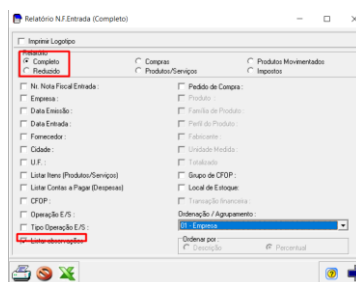 Relatório N.F.Entrada (Completo)
Imprimir Logotipo
Relatório
Completo Compras Produtos Movimentados
Reduzido Produtos/Serviços Impostos
Nr. Nota Fiscal Entrada : Pedido de Compra :
Empresa : Produto :
Data Emissão : Família de Produto :
Data Entrada : Perfil do Produto :
Fornecedor : Fabricante :
Cidade : Unidade Medida :
U.F. : Totalizado
Listar Itens (Produtos/Serviços) Grupo de CFOP :
Listar Contas a Pagar (Despesas) Local de Estoque:
CFOP : Transação financeira
Operação E/S : Ordenação / Agrupamento :
Tipo Operação E/S : 01 - Empresa
Listar observações Ordenar por :
Descrição Percentual